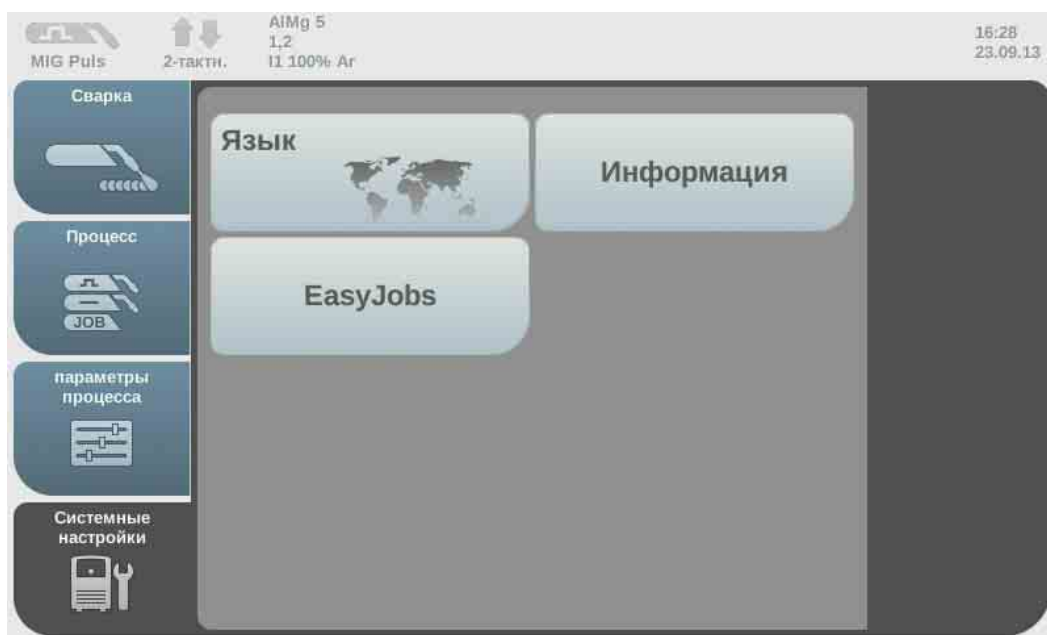 MIG Puls
2-тактн.
AlMg 5
1,2
I1 100% Ar
16:28
23.09.13
Сварка
Процесс
JOB
параметры
процесса
Системные
настройки
Язык
Информация
EasyJobs